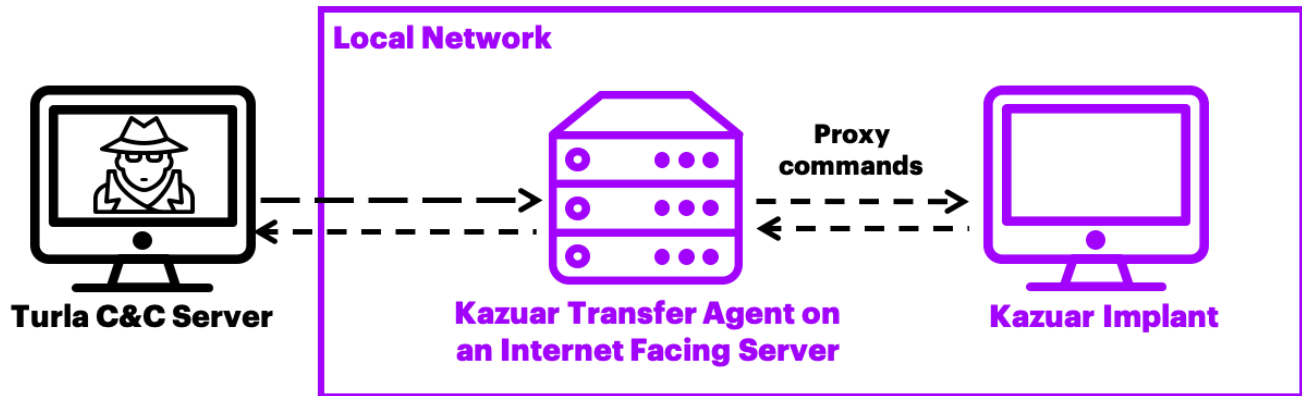 Local Network
Proxy
commands
Turla C&C Server
Kazuar Transfer Agent on
an Internet Facing Server
Kazuar Implant